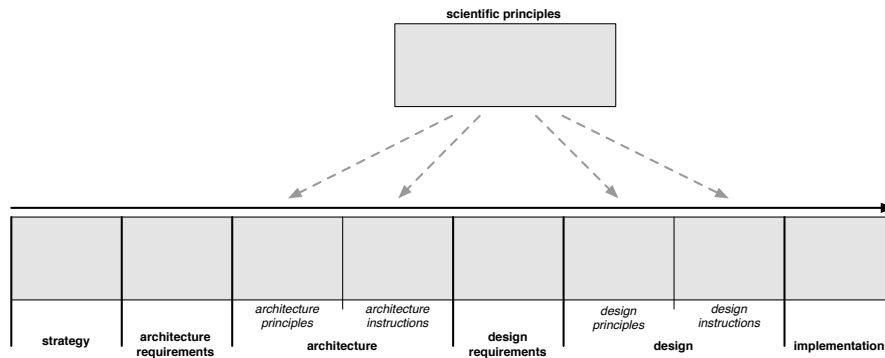 scientific principles
architecture principles
architecture instructions
design principles
design instructions
strategy
architecture requirements
architecture
design requirements
design
implementation